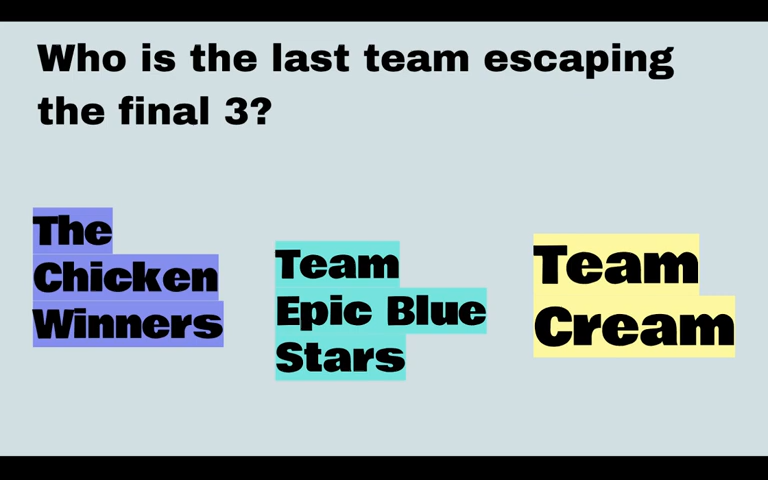 Who is the last team escaping
the final 3?
The
Chicken
Winners
Team
Epic Blue
Stars
Team
Cream